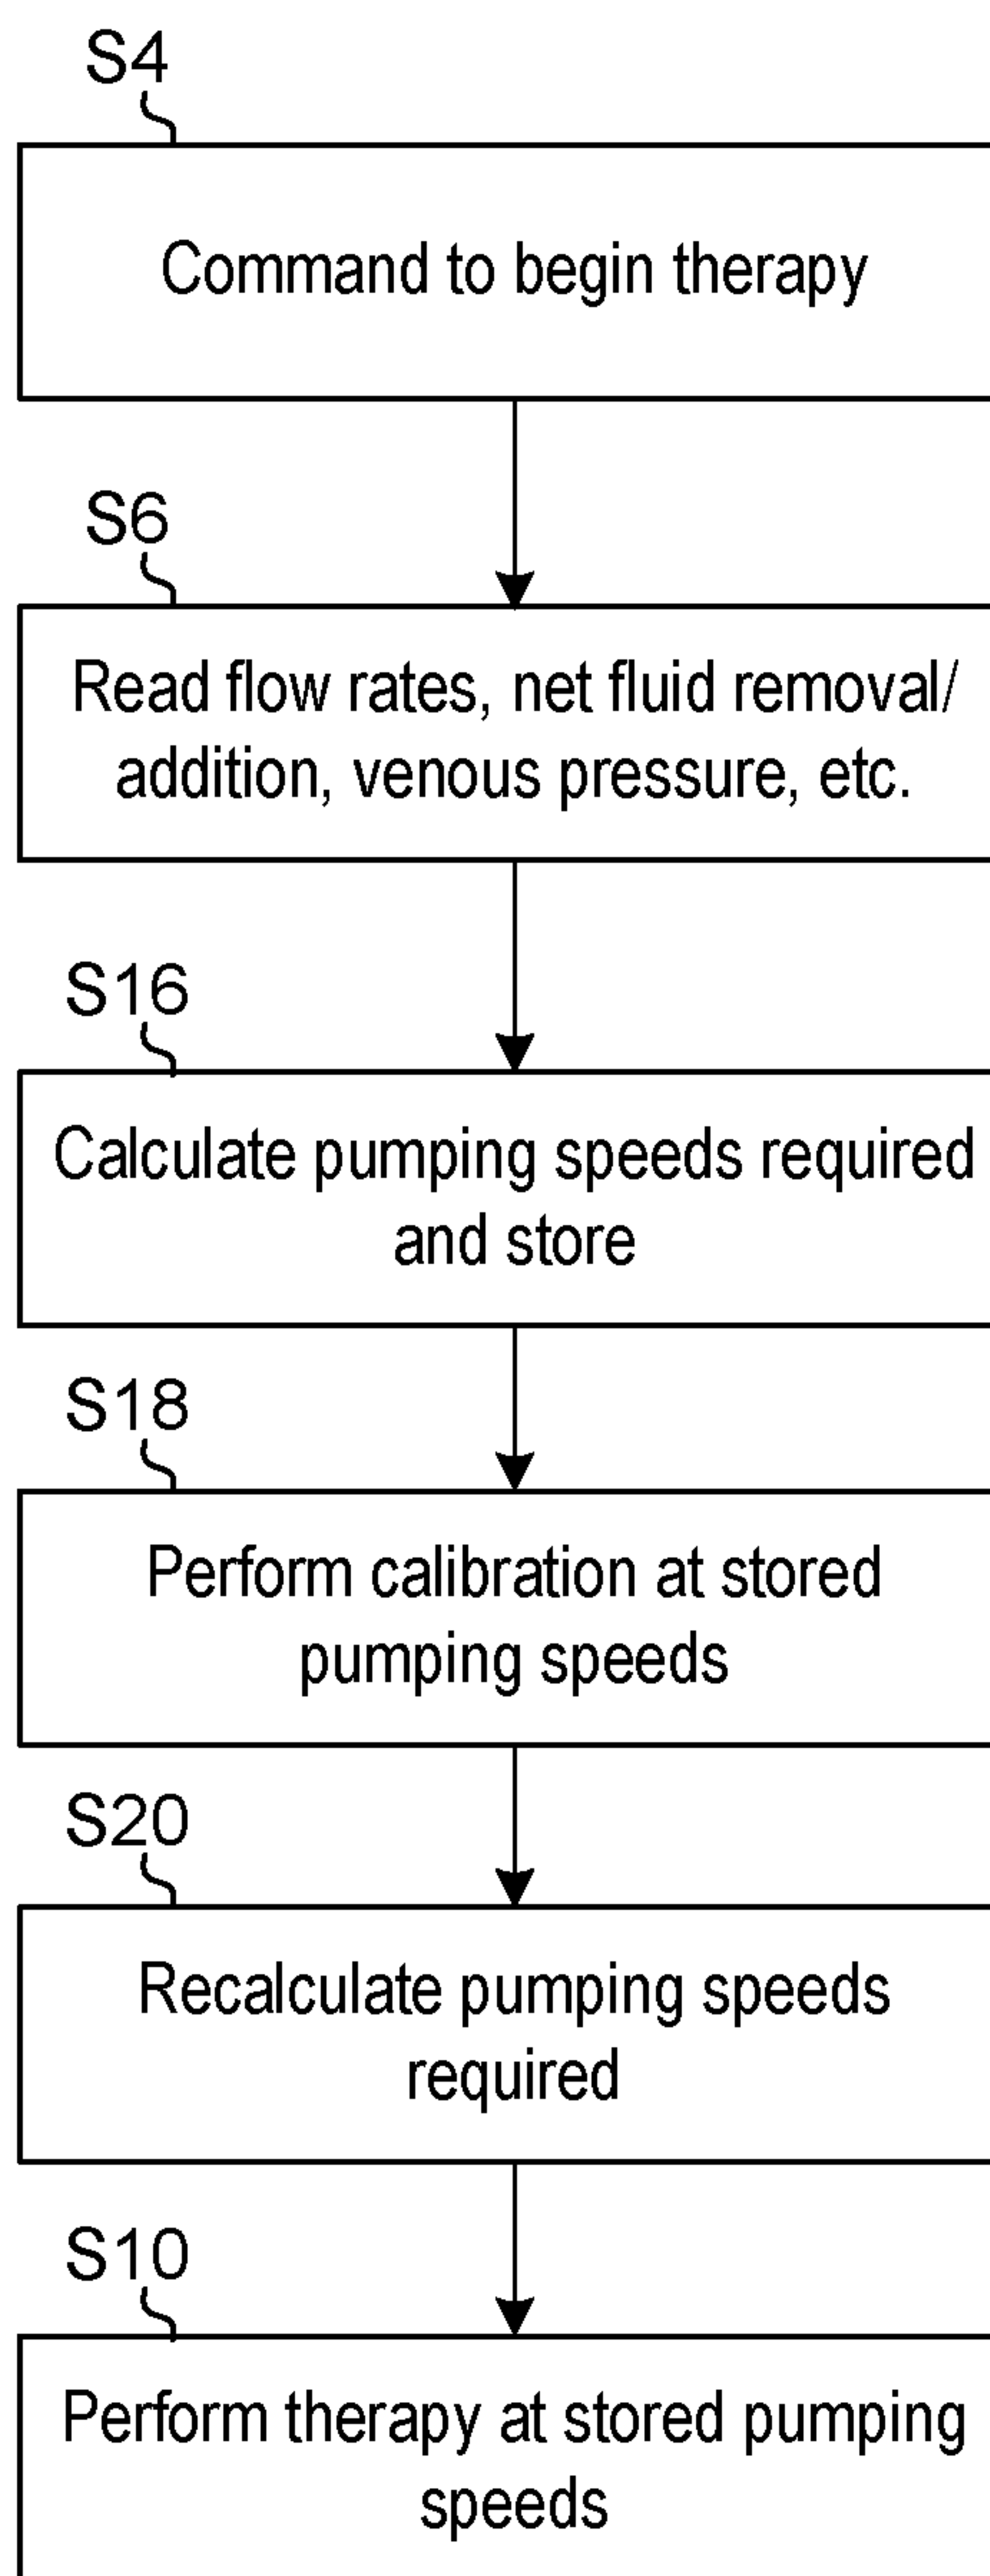 S4
Command to begin therapy
S6
Read flow rates, net fluid removal/
addition, venous pressure, etc.
S16
Calculate pumping speeds required
and store
S18
Perform calibration at stored
pumping speeds
S20
Recalculate pumping speeds
required
S10
Perform therapy at stored pumping
speeds